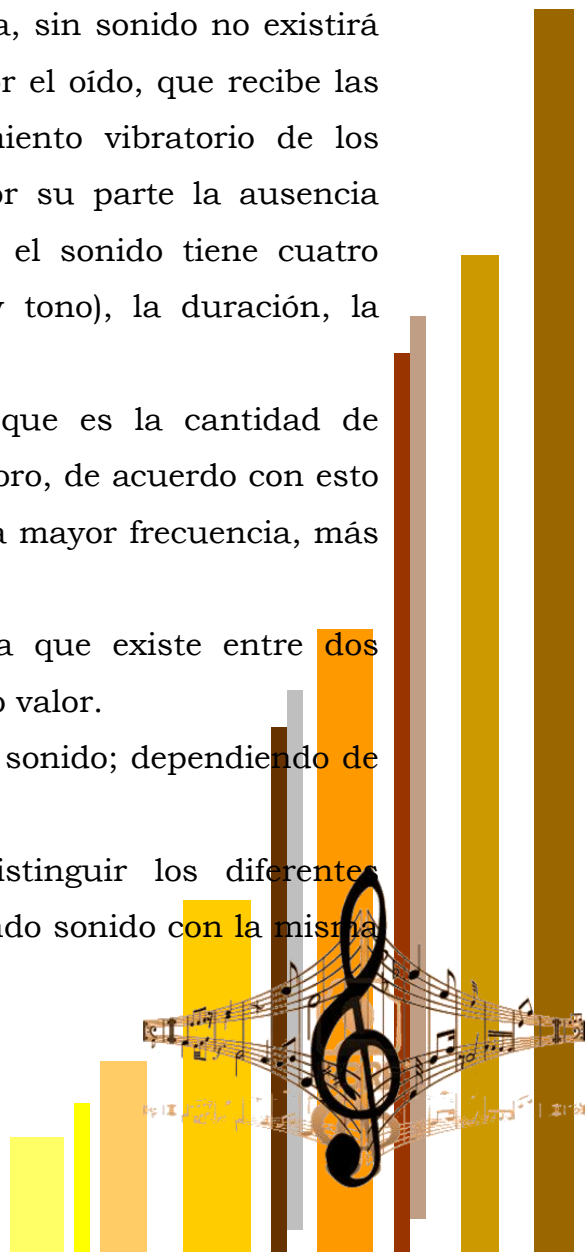 a, sin sonido no existirá
r el oído, que recibe las
miento vibratorio de los
or su parte la ausencia
el sonido tiene cuatro
y tono), la duración, la
que es la cantidad de
oro, de acuerdo con esto
a mayor frecuencia, más
a que existe entre dos
o valor.
sonido; dependiendo de
istinguir los diferentes
ndo sonido con la misma